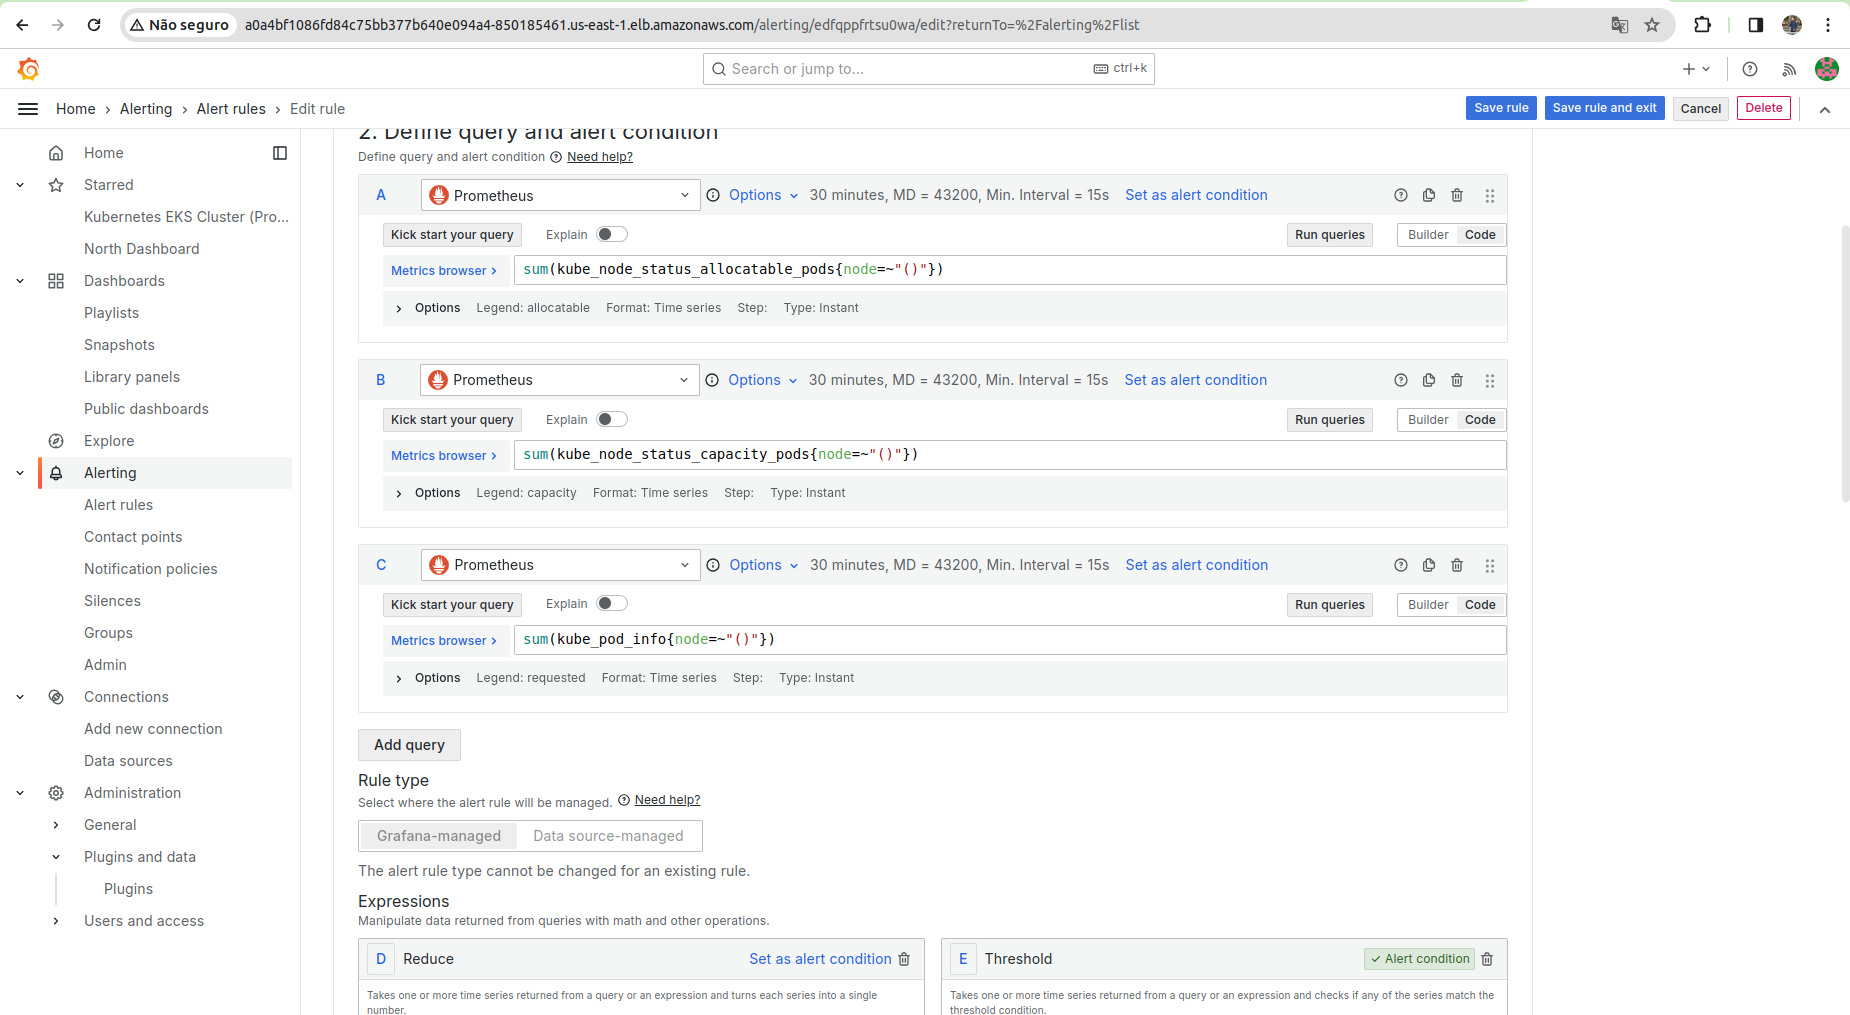 Não seguro
a0a4bf1086fd84c75bb377b640e094a4-850185461.us-east-1.elb.amazonaws.com/alerting/edfqppfrtsu0wa/edit?returnTo=%2Falerting%2Flist
Search or jump to...
ctrl+k
Home › Alerting › Alert rules › Edit rule
Save rule
Save rule and exit
Cancel
Delete
Home
Starred
Kubernetes EKS Cluster (Pro...
North Dashboard
Dashboards
Playlists
Snapshots
Library panels
Public dashboards
Explore
Alerting
Alert rules
Contact points
Notification policies
Silences
Groups
Admin
Connections
Add new connection
Data sources
Administration
General
Plugins and data
Plugins
Users and access
2. Define query and alert condition
Define query and alert condition Need help?
A Prometheus Options 30 minutes, MD = 43200, Min. Interval = 15s Set as alert condition
Kick start your query Explain Run queries Builder Code
Metrics browser > sum(kube_node_status_allocatable_pods{node=~"()"})
Options Legend: allocatable Format: Time series Step: Type: Instant
B Prometheus Options 30 minutes, MD = 43200, Min. Interval = 15s Set as alert condition
Kick start your query Explain Run queries Builder Code
Metrics browser > sum(kube_node_status_capacity_pods{node=~"()"})
Options Legend: capacity Format: Time series Step: Type: Instant
C Prometheus Options 30 minutes, MD = 43200, Min. Interval = 15s Set as alert condition
Kick start your query Explain Run queries Builder Code
Metrics browser > sum(kube_pod_info{node=~"()"})
Options Legend: requested Format: Time series Step: Type: Instant
Add query
Rule type
Select where the alert rule will be managed. Need help?
Grafana-managed Data source-managed
The alert rule type cannot be changed for an existing rule.
Expressions
Manipulate data returned from queries with math and other operations.
D Reduce Set as alert condition
Takes one or more time series returned from a query or an expression and turns each series into a single
number.
E Threshold Alert condition
Takes one or more time series returned from a query or an expression and checks if any of the series match the
threshold condition.